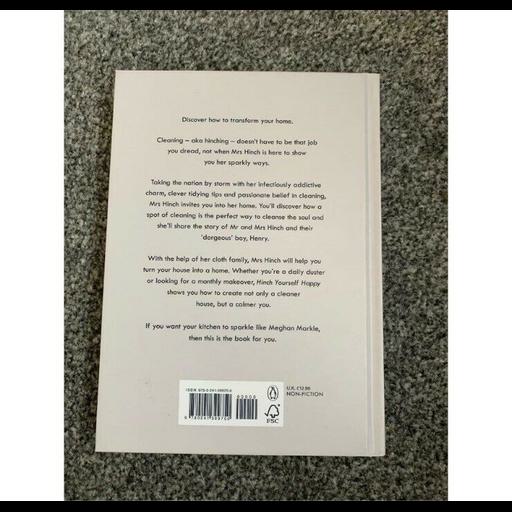 Discover how to transform your home.
Cleaning – aka hinching – doesn't have to be that job
you dread, not when Mrs Hinch is here to show
you her sparkly ways.
Taking the nation by storm with her infectiously addictive
charm, clever tidying tips and passionate belief in cleaning,
Mrs Hinch invites you into her home. You'll discover how a
spot of cleaning is the perfect way to cleanse the soul and
she'll share the story of Mr and Mrs Hinch and their
'dorgeous' boy, Henry.
With the help of her cloth family, Mrs Hinch will help you
turn your house into a home. Whether you're a daily duster
or looking for a monthly makeover, Hinch Yourself Happy
shows you how to create not only a cleaner
house, but a calmer you.
If you want your kitchen to sparkle like Meghan Markle,
then this is the book for you.
ISBN
90000
U.K. £12.99
NON-FICTION
FSC